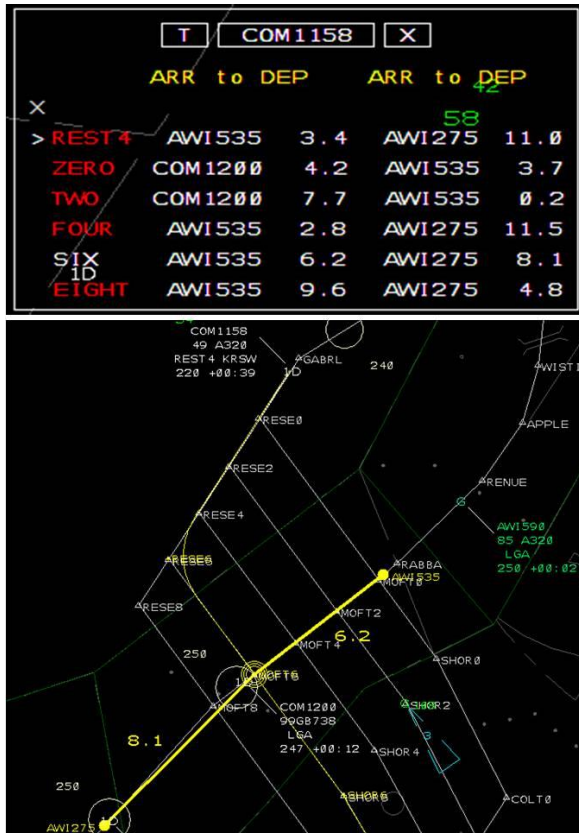 T COM1158 X
ARR to DEP ARR to DEP
42
X
58
> REST4 AWI535 3.4 AWI275 11.0
ZERO COM1200 4.2 AWI535 3.7
TWO COM1200 7.7 AWI535 0.2
FOUR AWI535 2.8 AWI275 11.5
SIX AWI535 6.2 AWI275 8.1
1D
EIGHT AWI535 9.6 AWI275 4.8
COM1158
49 A320
REST4 KRSW
220 +00:39
GABRL
1D
240
WISTI
RESE0
APPLE
RESE2
RENUE
RESE4
G
AWI590
85 A320
LGA
250 +00:02
RESE6
RABBA
AWI535
MOFT0
RESE8
MOFT2
6.2
MOFT4
250
SHOR0
MOFT6
MOFT8
COM1200
99GB738
LGA
247 +00:12
SHOR2
G
8.1
SHOR4
250
SHOR6
COLT0
AWI275